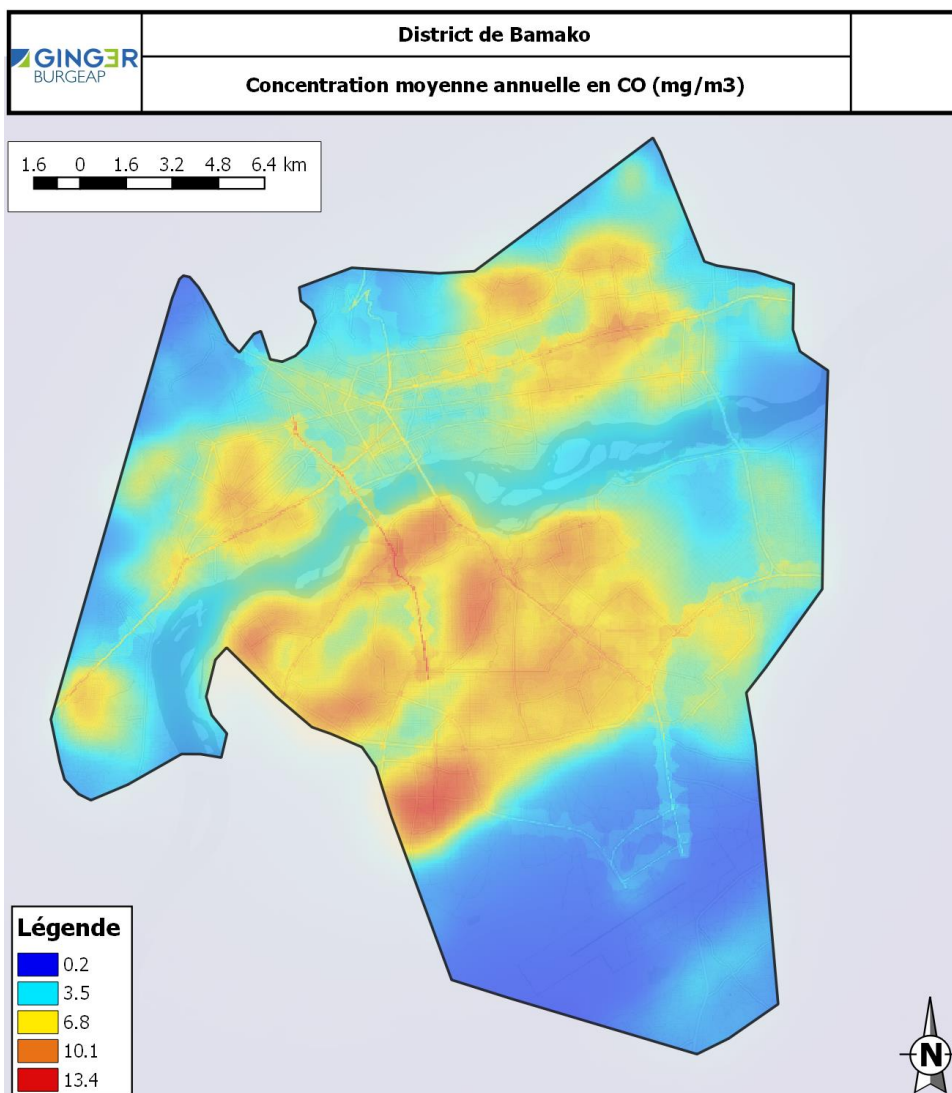 GINGER
BURGEAP
District de Bamako
Concentration moyenne annuelle en CO (mg/m3)
1.6 0 1.6 3.2 4.8 6.4 km
Légende
0.2
3.5
6.8
10.1
13.4
N